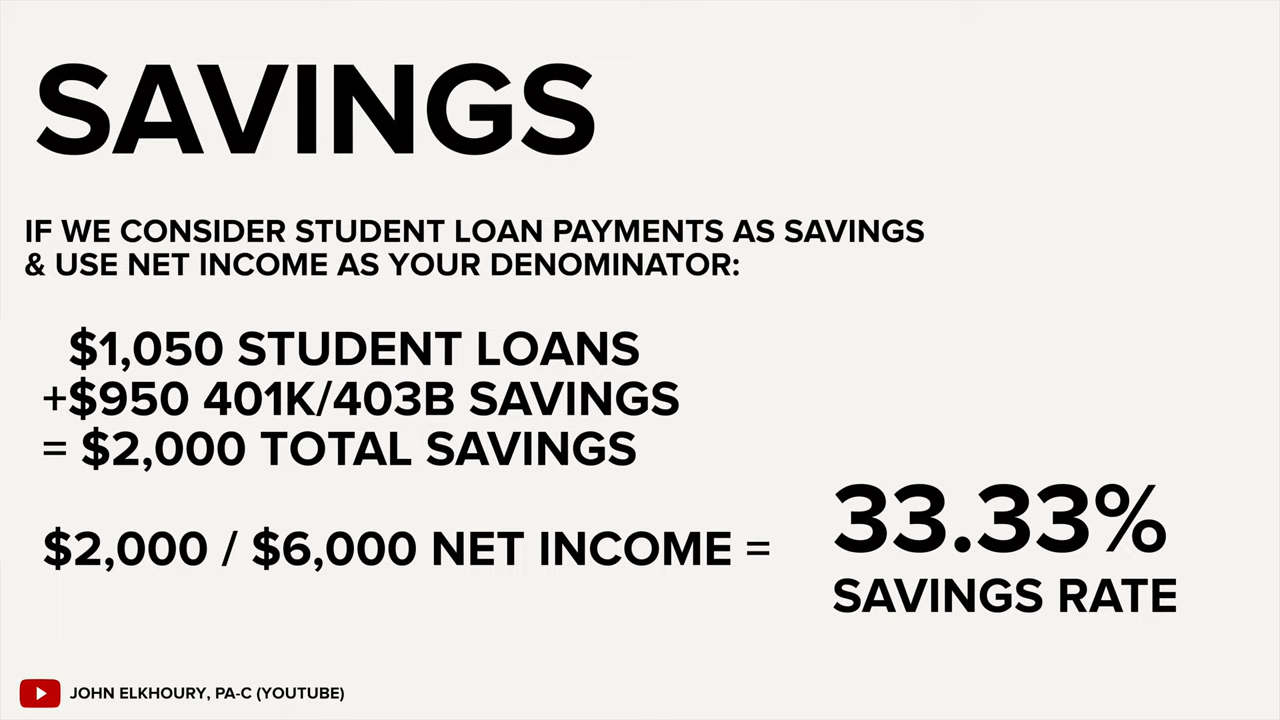 SAVINGS
IF WE CONSIDER STUDENT LOAN PAYMENTS AS SAVINGS
& USE NET INCOME AS YOUR DENOMINATOR:
$1,050 STUDENT LOANS
+$950 401K/403B SAVINGS
= $2,000 TOTAL SAVINGS
$2,000 / $6,000 NET INCOME =
33.33%
SAVINGS RATE
JOHN ELKHOURY, PA-C (YOUTUBE)